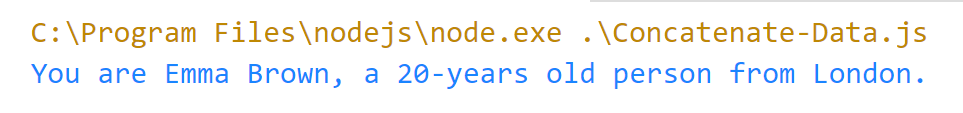 C:\Program Files\nodejs\node.exe .\Concatenate-Data.js
You are Emma Brown, a 20-years old person from London.